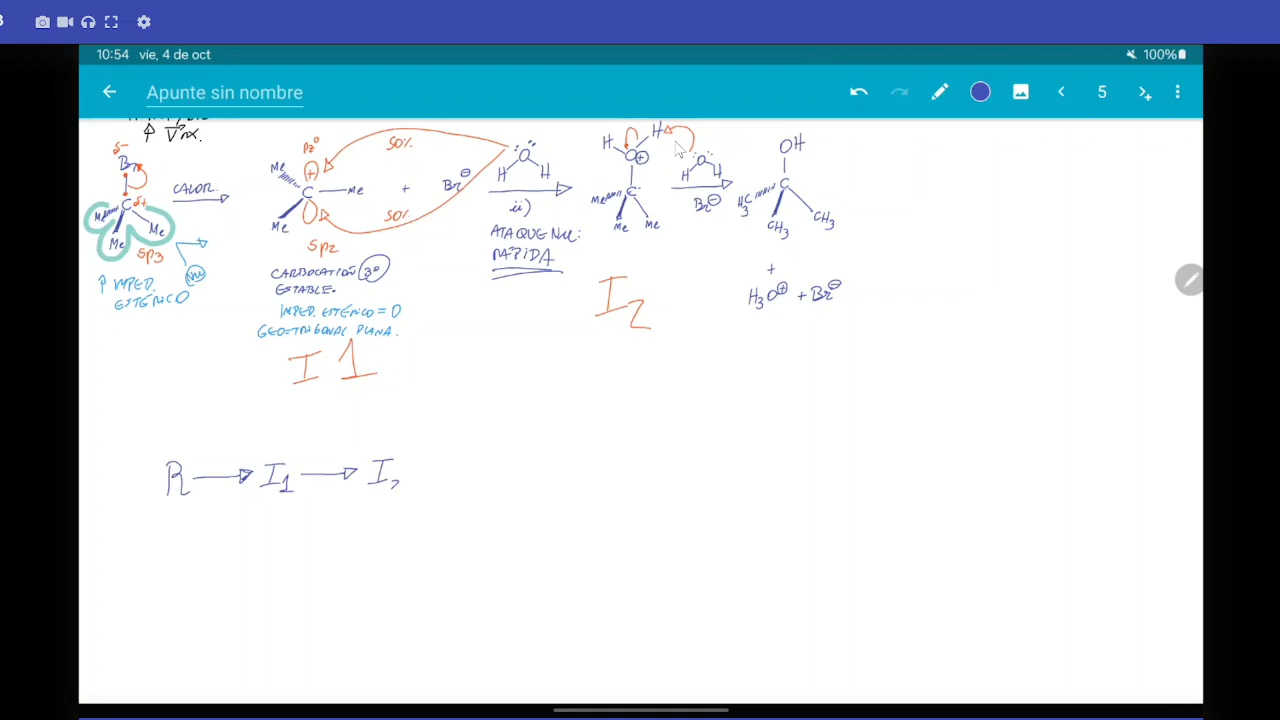 10:54 vie, 4 de oct
100%
Apunte sin nombre
5
↑ Vrx.
δ-
Br
C δ+
Me
Me
Me
sp3
↑ IMPED.
ESTÉRICO
Nu
CALOR.
Pz°
+
Me
C
Me
Me
Sp2
CARBOCATIÓN 3°
ESTABLE.
IMPED. ESTÉRICO = 0
GEO=TRIGONAL PLANA.
I 1
+ Br⊖
50%
50%
:Ö
H H
ii)
ATAQUE Nu:
RÁPIDA
H O⊕ H
C
Me
Me Me
I2
:Ö
H H
Br⊖
OH
C
H3C
CH3
CH3
+
H3O⊕ + Br⊖
R → I1 → I2